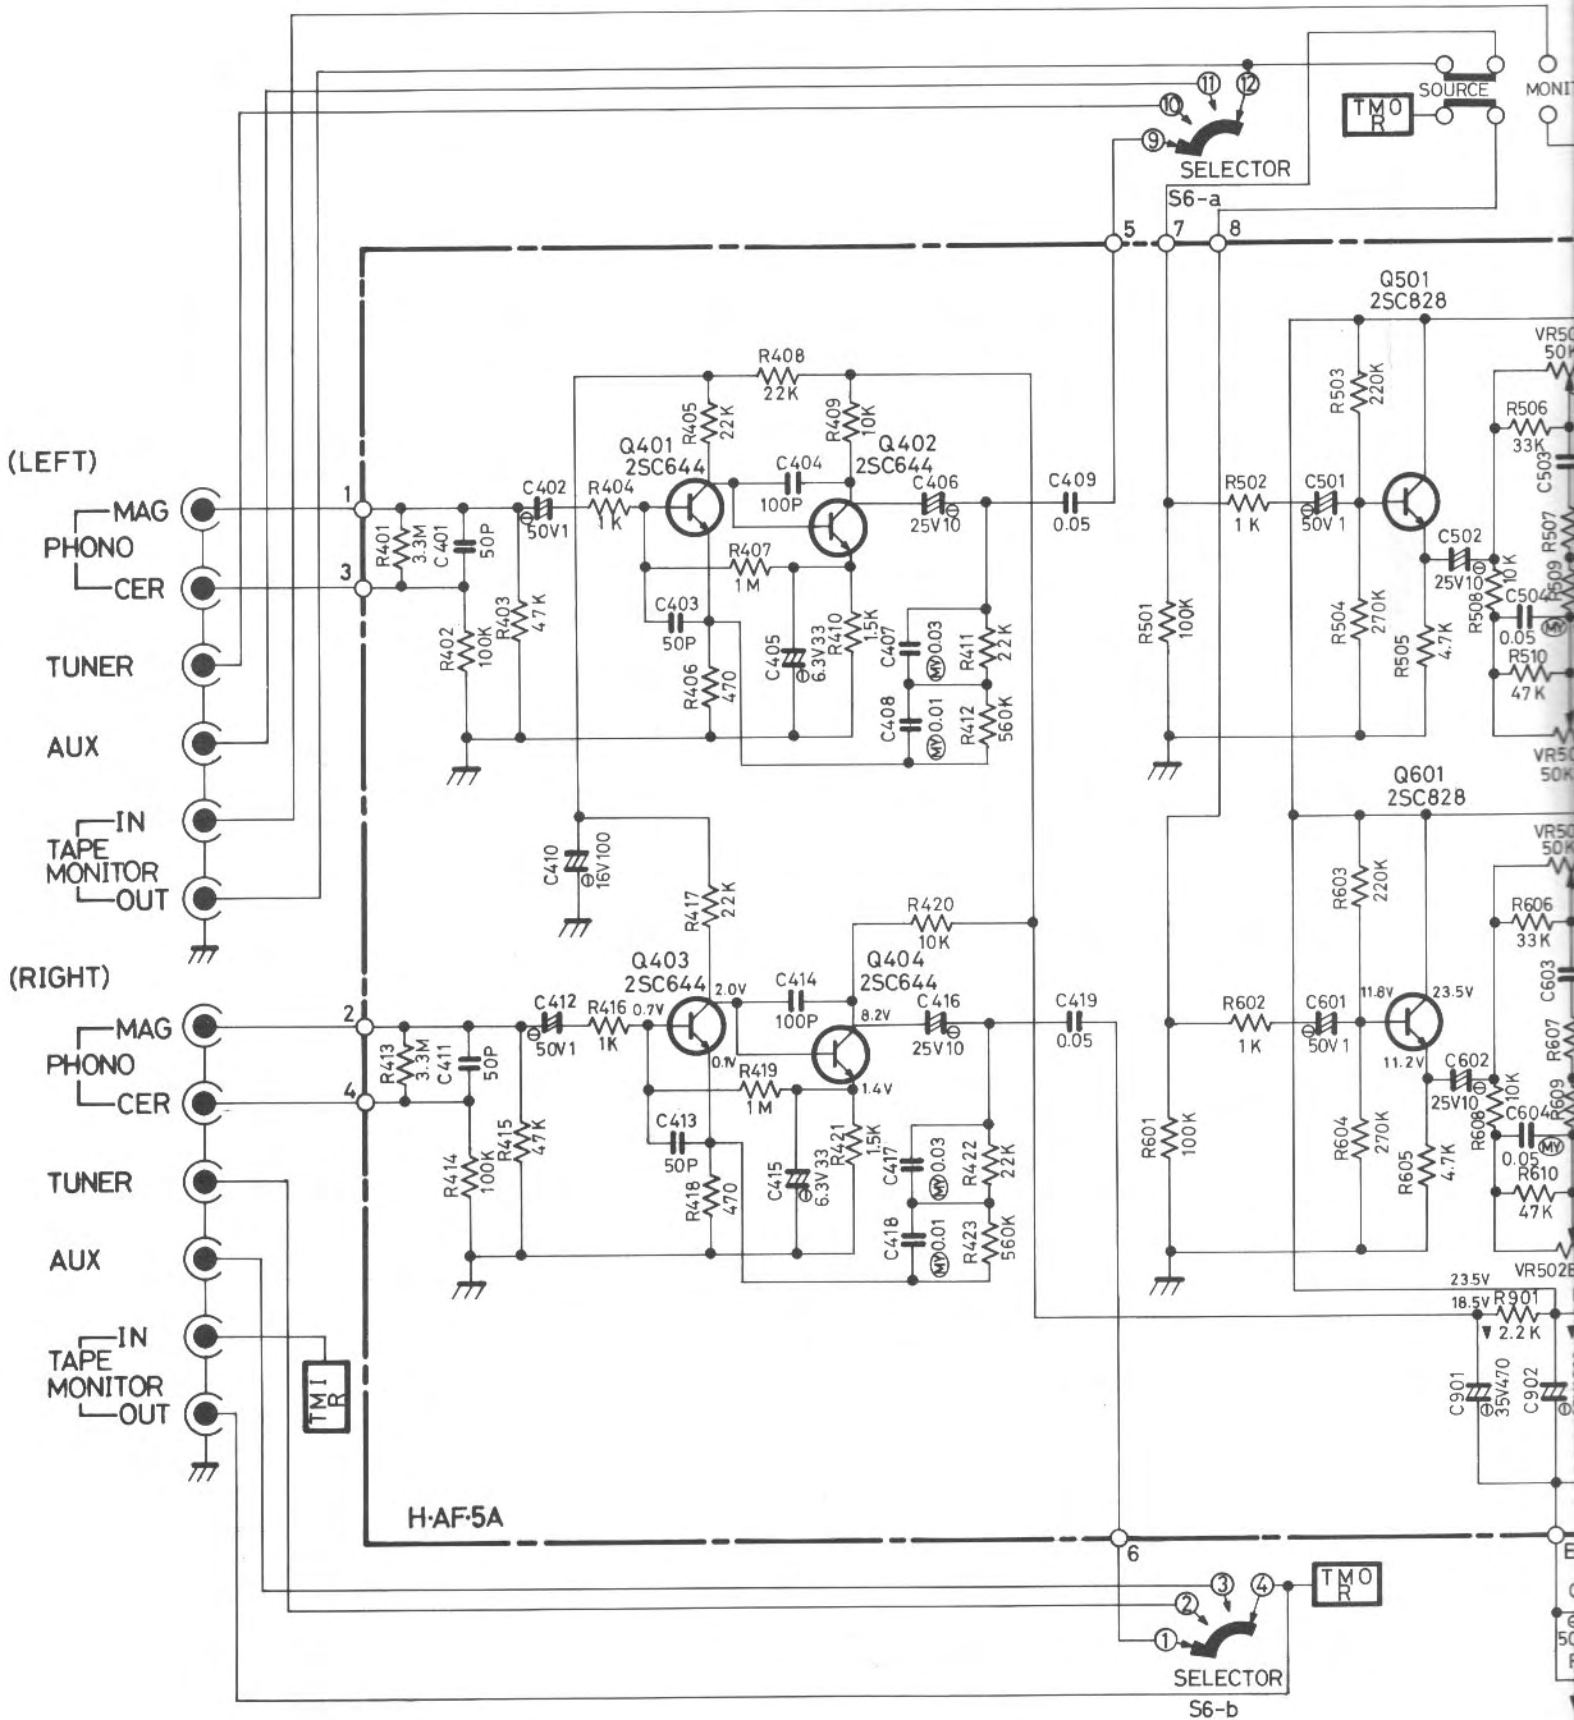 11
12
10
9
SELECTOR
S6-a
SOURCE
TMO
R
5
7
8
Q501
2SC828
R408
22K
R405
22K
R409
10K
R503
220K
R506
33K
C503
(LEFT)
MAG
PHONO
CER
TUNER
AUX
IN
TAPE
MONITOR
OUT
1
3
R401
3.3M
C401
50P
C402
50V1
R404
1K
Q401
2SC644
C404
100P
Q402
2SC644
C406
25V10
C409
0.05
R402
100K
R403
47K
R407
1M
C403
50P
R406
470
C405
6.3V33
R410
1.5K
C407
MY 0.03
R411
22K
C408
MY 0.01
R412
560K
R501
100K
R502
1K
C501
50V1
R504
270K
R505
4.7K
C502
25V10
R507
R508
10K
R509
C504
0.05
MY
R510
47K
Q601
2SC828
C410
16V100
R417
22K
R420
10K
R603
220K
R606
33K
C603
(RIGHT)
MAG
PHONO
CER
TUNER
AUX
IN
TAPE
MONITOR
OUT
TMI
R
2
4
R413
3.3M
C411
50P
C412
50V1
R416
1K
0.7V
Q403
2SC644
2.0V
0.1V
C414
100P
Q404
2SC644
8.2V
1.4V
C416
25V10
C419
0.05
R414
100K
R415
47K
R419
1M
C413
50P
R418
470
C415
6.3V33
R421
1.5K
C417
MY 0.03
R422
22K
C418
MY 0.01
R423
560K
R601
100K
R602
1K
C601
50V1
11.8V
23.5V
11.2V
R604
270K
R605
4.7K
C602
25V10
R607
R608
10K
R609
C604
0.05
MY
R610
47K
23.5V
18.5V
R901
2.2K
C901
35V470
C902
H·AF·5A
6
E
3
4
2
1
TMO
R
SELECTOR
S6-b